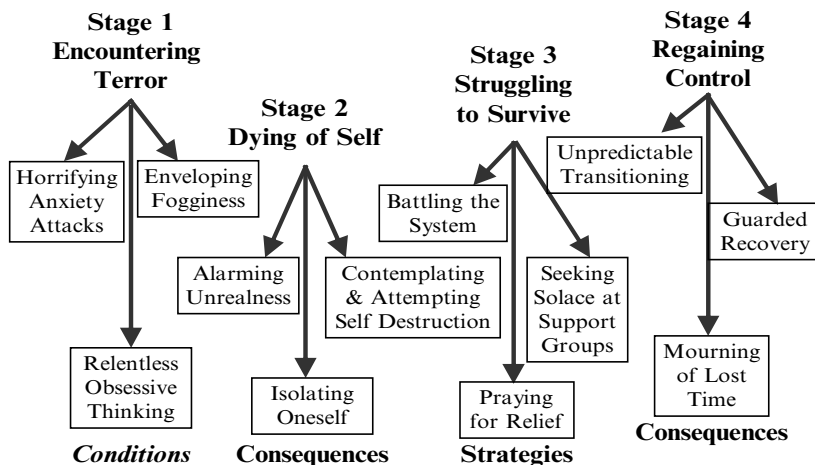 Stage 1
Encountering
Terror
Horrifying
Anxiety
Attacks
Enveloping
Fogginess
Relentless
Obsessive
Thinking
Conditions
Stage 2
Dying of Self
Alarming
Unrealness
Contemplating
& Attempting
Self Destruction
Isolating
Oneself
Consequences
Stage 3
Struggling
to Survive
Battling the
System
Seeking
Solace at
Support
Groups
Praying
for Relief
Strategies
Stage 4
Regaining
Control
Unpredictable
Transitioning
Guarded
Recovery
Mourning
of Lost
Time
Consequences